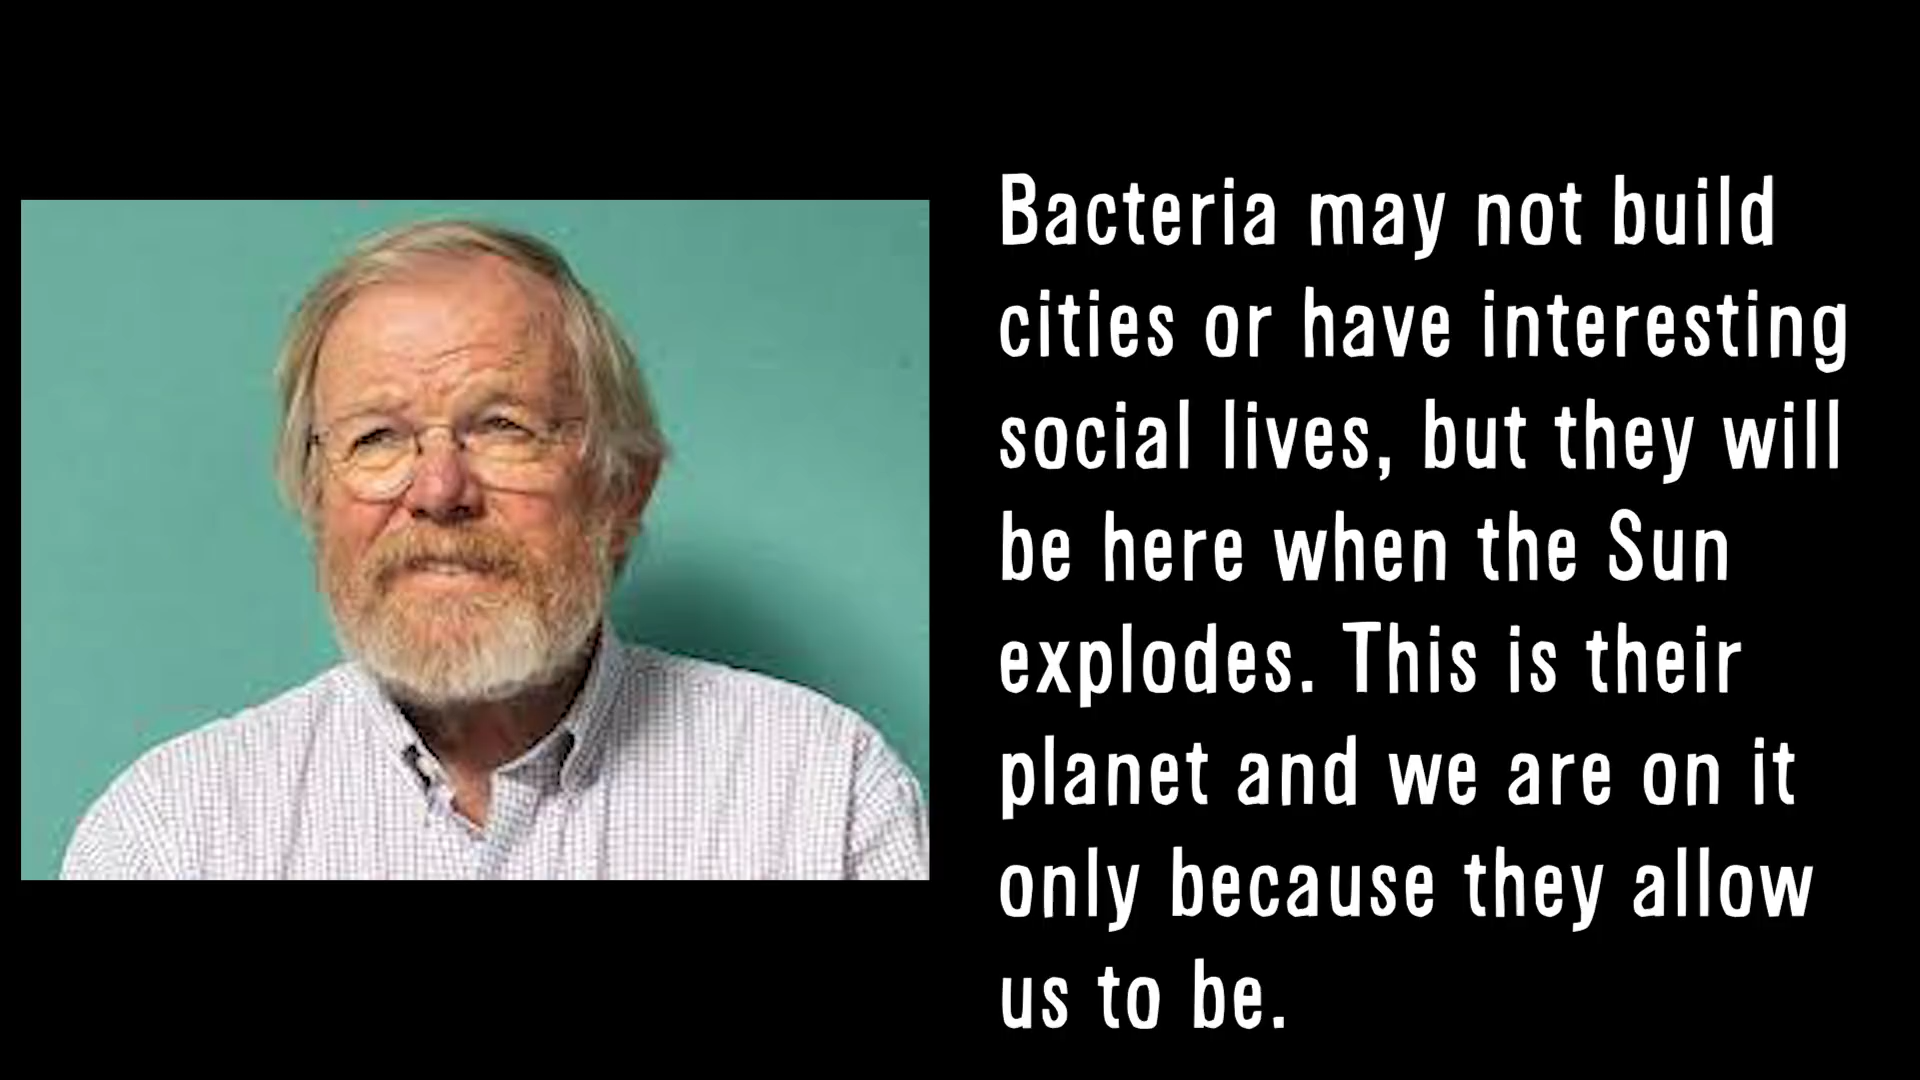 Bacteria may not build
cities or have interesting
social lives, but they will
be here when the Sun
explodes. This is their
planet and we are on it
only because they allow
us to be.